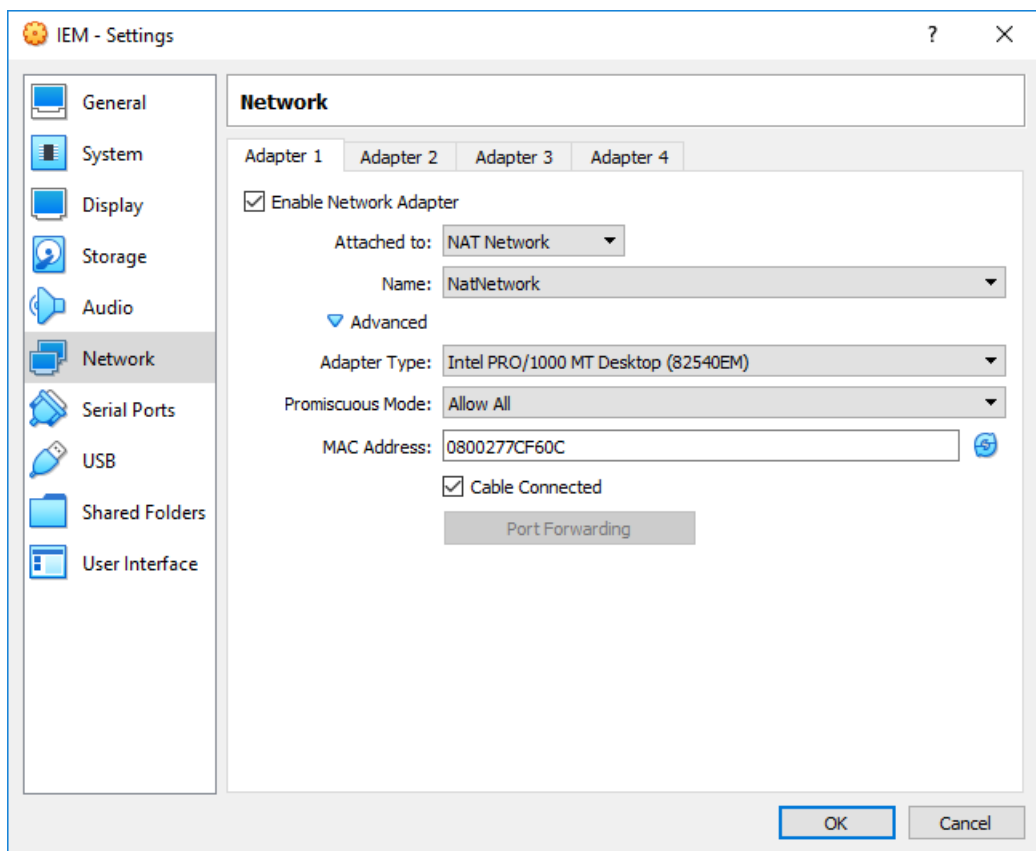 IEM - Settings
?
General
System
Display
Storage
Audio
Network
Serial Ports
USB
Shared Folders
User Interface
Network
Adapter 1 Adapter 2 Adapter 3 Adapter 4
Enable Network Adapter
Attached to: NAT Network
Name: NatNetwork
Advanced
Adapter Type: Intel PRO/1000 MT Desktop (82540EM)
Promiscuous Mode: Allow All
MAC Address: 0800277CF60C
Cable Connected
Port Forwarding
OK Cancel